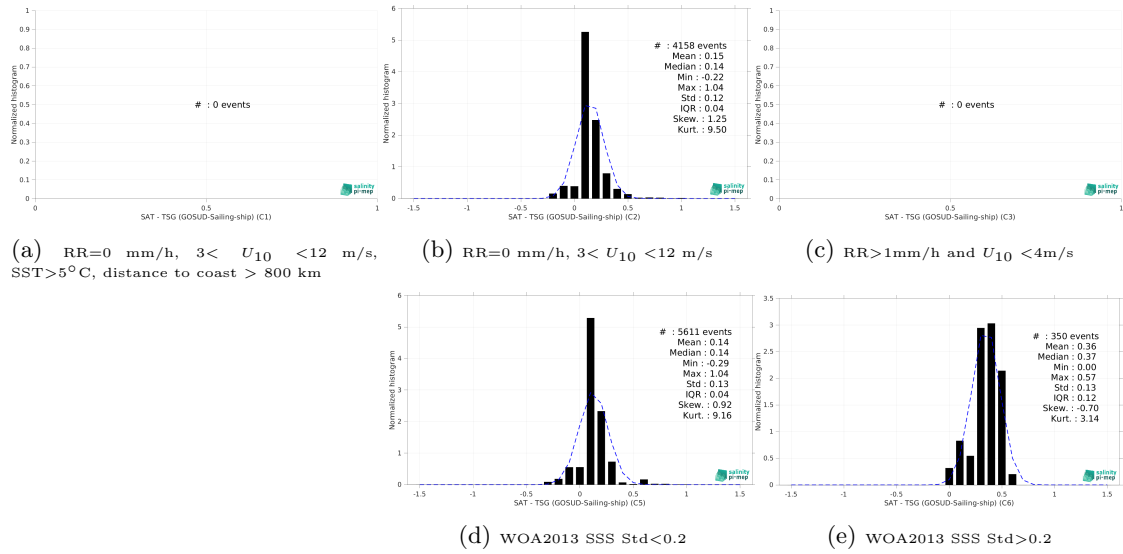 1
0.9
0.8
0.7
0.6
0.5
0.4
0.3
0.2
0.1
0
Normalized histogram
# : 0 events
salinity
pi-mep
0 0.5 1
SAT - TSG (GOSUD-Sailing-ship) (C1)
(a) RR=0 mm/h, 3< U10 <12 m/s,
SST>5°C, distance to coast > 800 km
6
5
4
3
2
1
0
Normalized histogram
# : 4158 events
Mean : 0.15
Median : 0.14
Min : -0.22
Max : 1.04
Std : 0.12
IQR : 0.04
Skew. : 1.25
Kurt. : 9.50
salinity
pi-mep
-1.5 -1 -0.5 0 0.5 1 1.5
SAT - TSG (GOSUD-Sailing-ship) (C2)
(b) RR=0 mm/h, 3< U10 <12 m/s
1
0.9
0.8
0.7
0.6
0.5
0.4
0.3
0.2
0.1
0
Normalized histogram
# : 0 events
salinity
pi-mep
0 0.5 1
SAT - TSG (GOSUD-Sailing-ship) (C3)
(c) RR>1mm/h and U10 <4m/s
6
5
4
3
2
1
0
Normalized histogram
# : 5611 events
Mean : 0.14
Median : 0.14
Min : -0.29
Max : 1.04
Std : 0.13
IQR : 0.04
Skew. : 0.92
Kurt. : 9.16
salinity
pi-mep
-1.5 -1 -0.5 0 0.5 1 1.5
SAT - TSG (GOSUD-Sailing-ship) (C5)
(d) WOA2013 SSS Std<0.2
3.5
3
2.5
2
1.5
1
0.5
0
Normalized histogram
# : 350 events
Mean : 0.36
Median : 0.37
Min : 0.00
Max : 0.57
Std : 0.13
IQR : 0.12
Skew. : -0.70
Kurt. : 3.14
salinity
pi-mep
-1.5 -1 -0.5 0 0.5 1 1.5
SAT - TSG (GOSUD-Sailing-ship) (C6)
(e) WOA2013 SSS Std>0.2